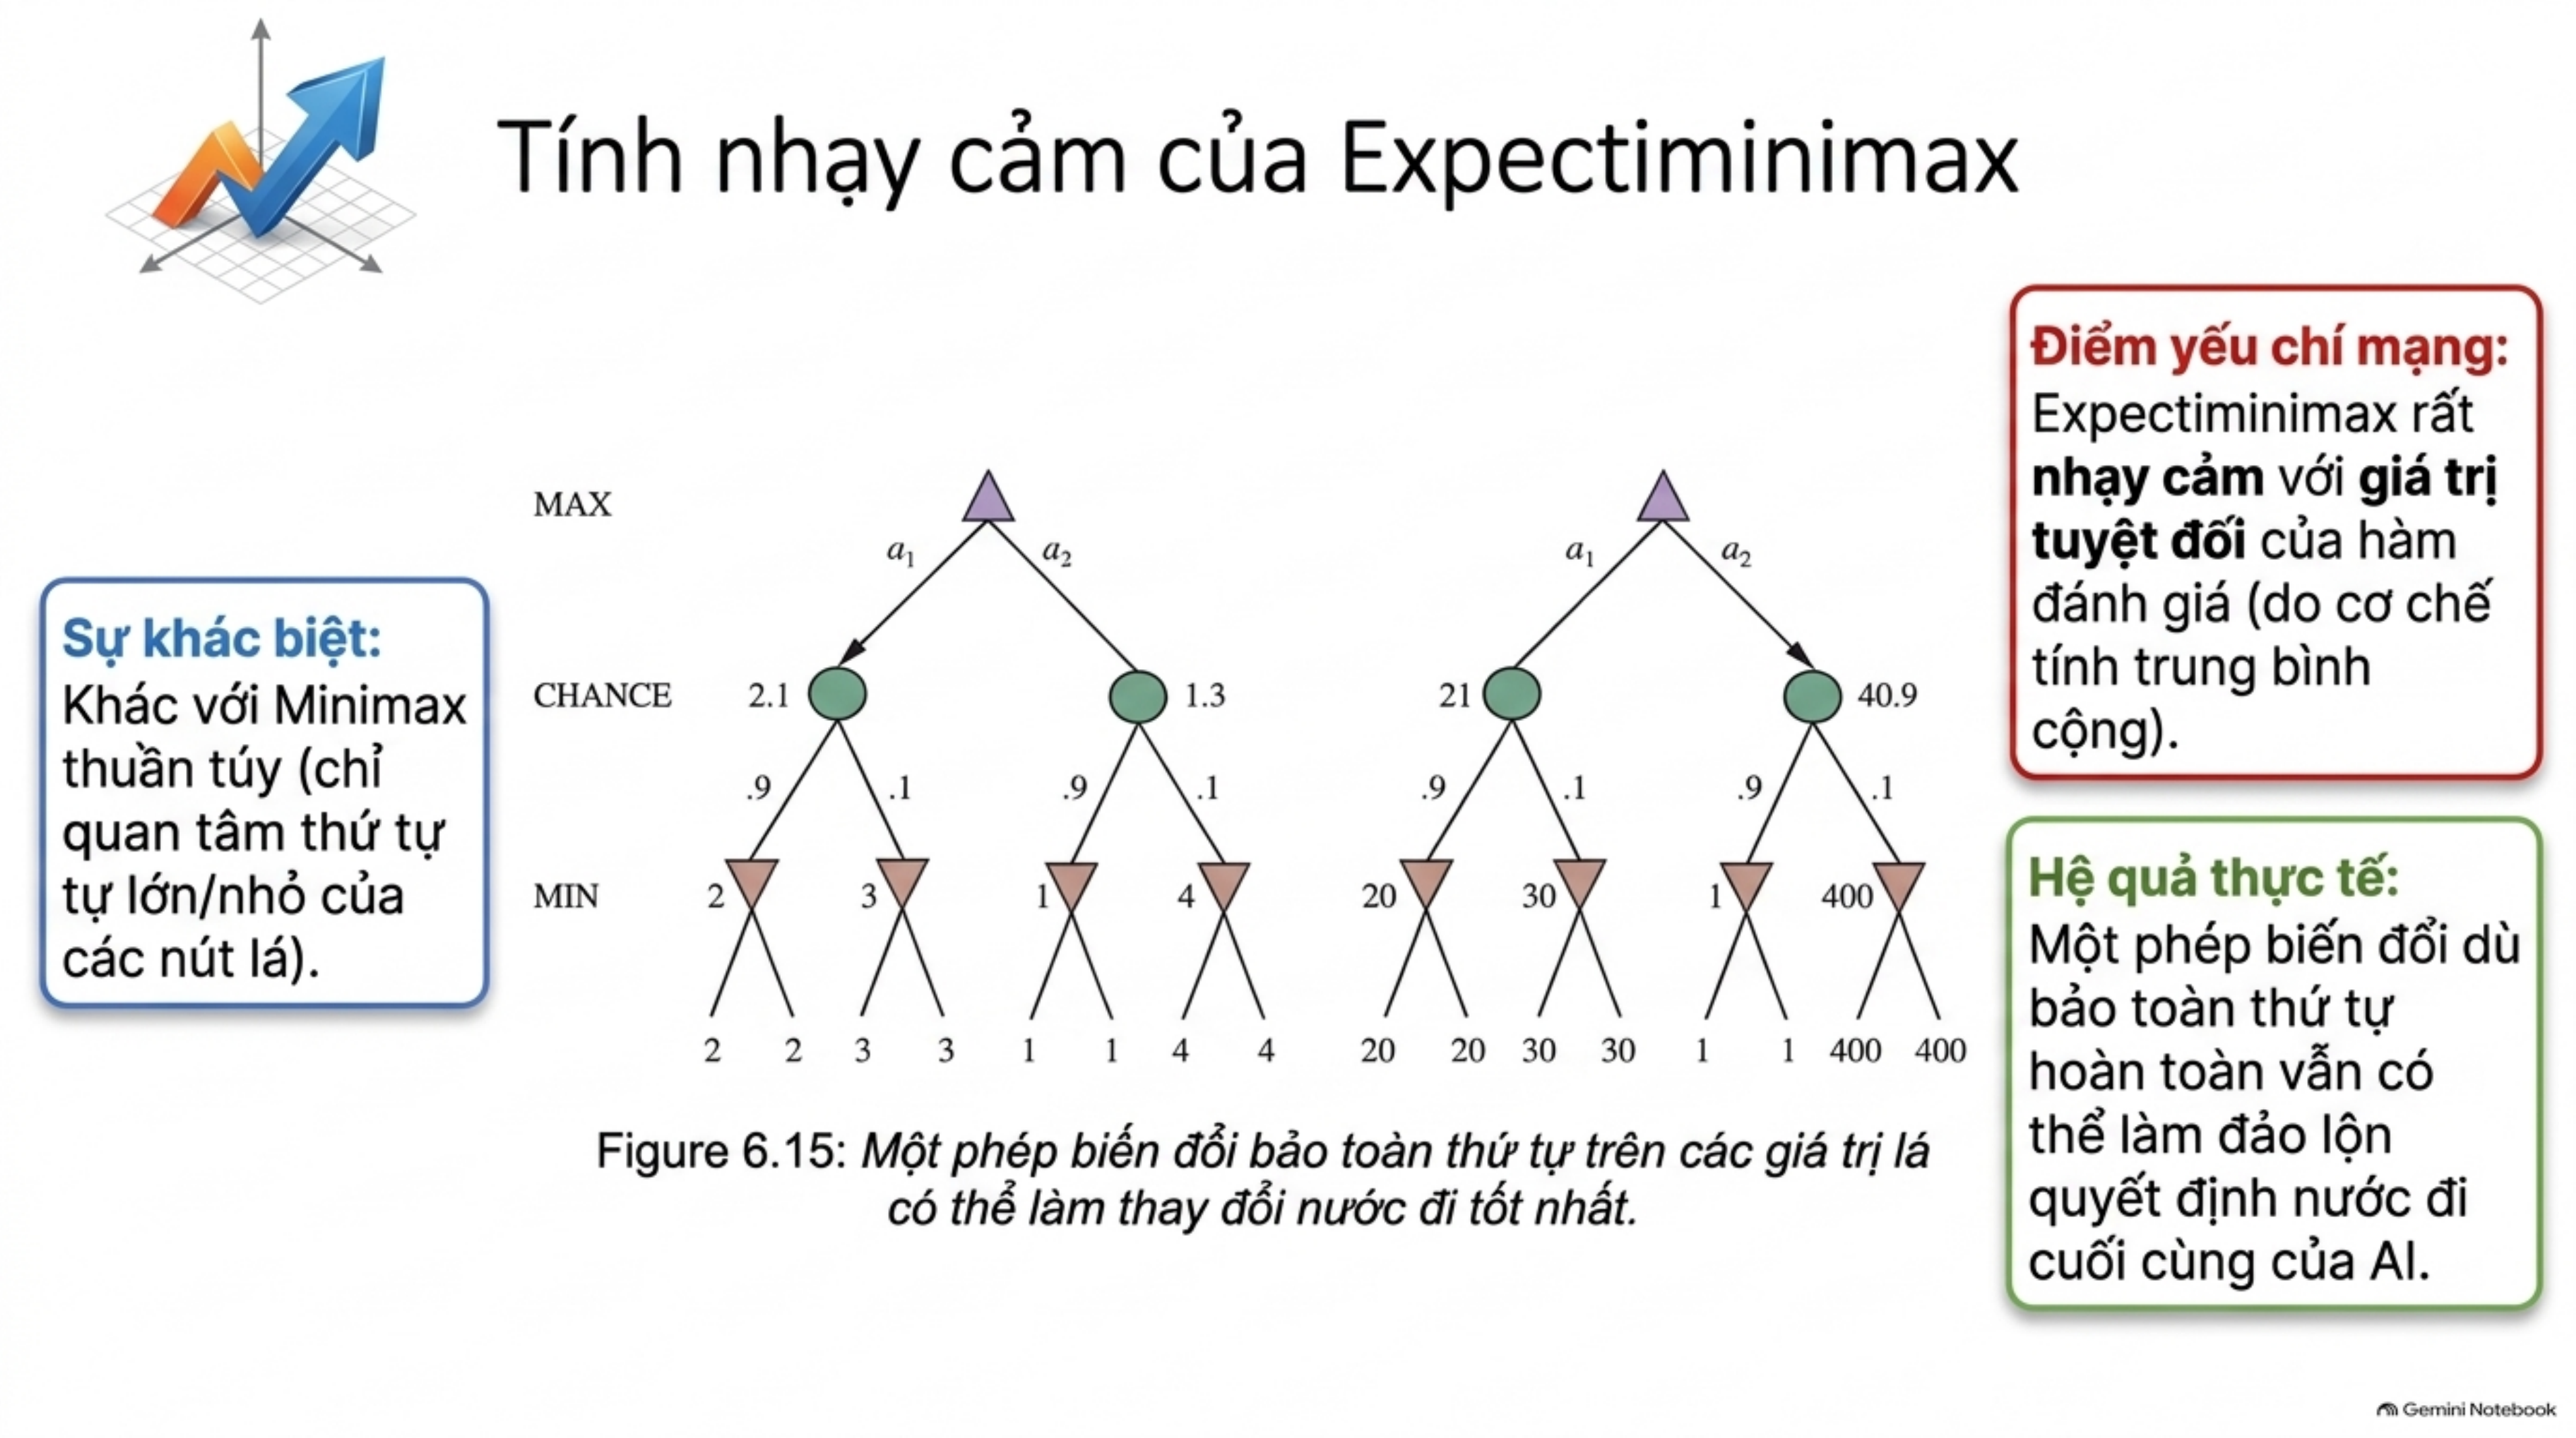 Tính nhạy cảm của Expectiminimax
Sự khác biệt:
Khác với Minimax
thuần túy (chỉ
quan tâm thứ tự
tự lớn/nhỏ của
các nút lá).
MAX
a1 a2 a1 a2
CHANCE 2.1 1.3 21 40.9
.9 .1 .9 .1 .9 .1 .9 .1
MIN 2 3 1 4 20 30 1 400
2 2 3 3 1 1 4 4 20 20 30 30 1 1 400 400
Figure 6.15: Một phép biến đổi bảo toàn thứ tự trên các giá trị lá
có thể làm thay đổi nước đi tốt nhất.
Điểm yếu chí mạng:
Expectiminimax rất
nhạy cảm với giá trị
tuyệt đối của hàm
đánh giá (do cơ chế
tính trung bình
cộng).
Hệ quả thực tế:
Một phép biến đổi dù
bảo toàn thứ tự
hoàn toàn vẫn có
thể làm đảo lộn
quyết định nước đi
cuối cùng của AI.
Gemini Notebook